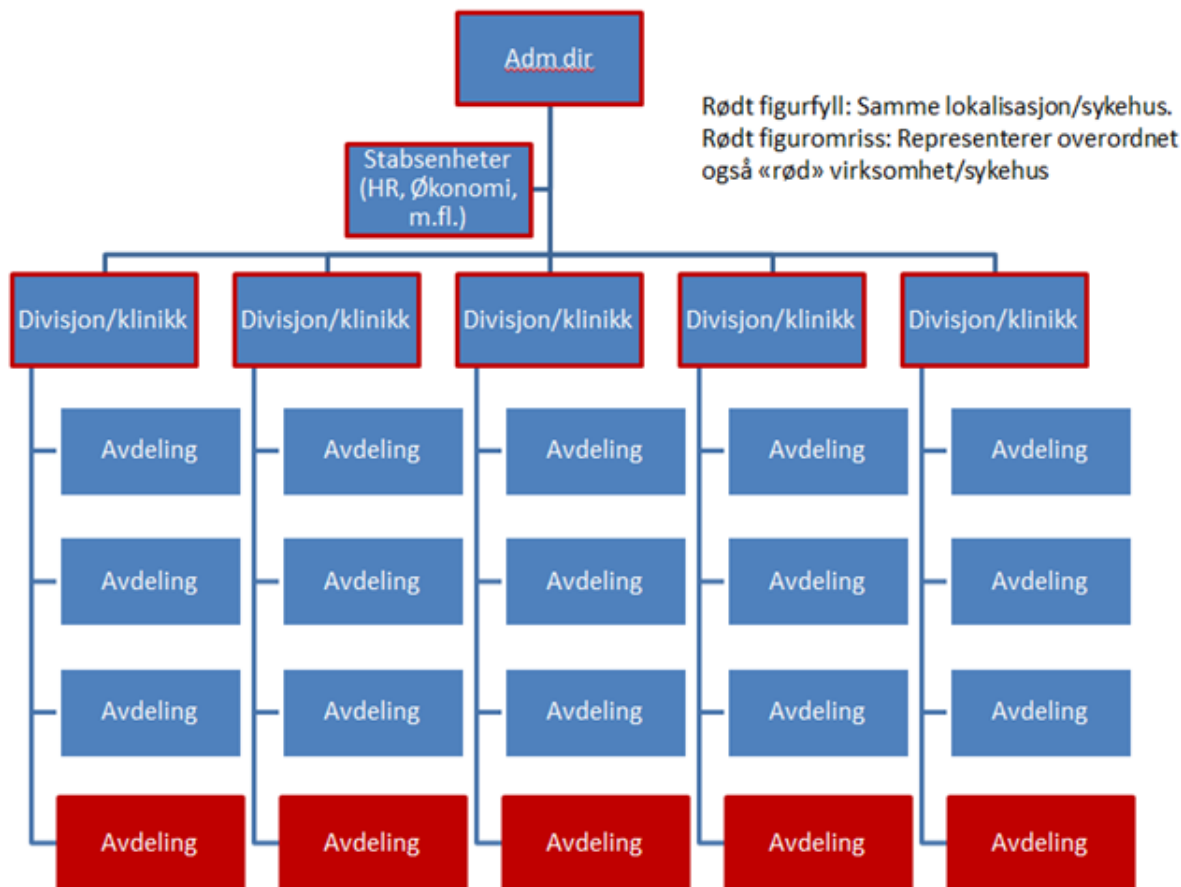 Adm dir
Rødt figurfyll: Samme lokalisasjon/sykehus.
Rødt figuromriss: Representerer overordnet
også «rød» virksomhet/sykehus
Stabsenheter
(HR, Økonomi,
m.fl.)
Divisjon/klinikk Divisjon/klinikk Divisjon/klinikk Divisjon/klinikk Divisjon/klinikk
Avdeling Avdeling Avdeling Avdeling Avdeling
Avdeling Avdeling Avdeling Avdeling Avdeling
Avdeling Avdeling Avdeling Avdeling Avdeling
Avdeling Avdeling Avdeling Avdeling Avdeling